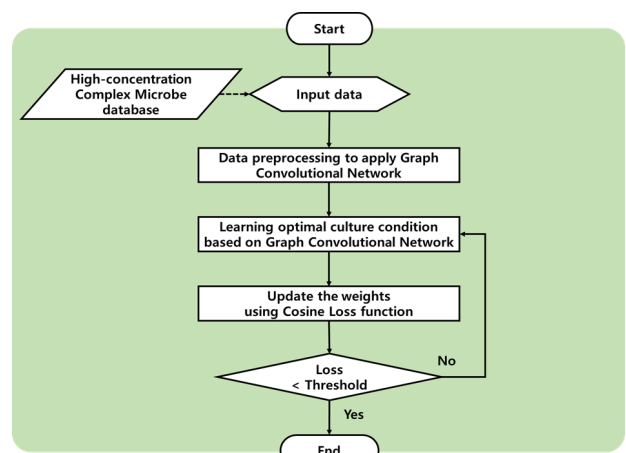 Start
High-concentration
Complex Microbe
database
Input data
Data preprocessing to apply Graph
Convolutional Network
Learning optimal culture condition
based on Graph Convolutional Network
Update the weights
using Cosine Loss function
Loss
< Threshold
No
Yes
End